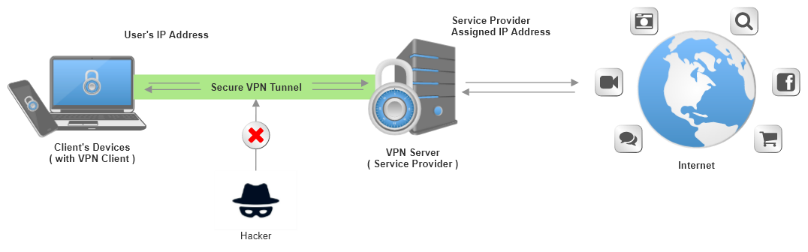 User's IP Address
Service Provider
Assigned IP Address
Secure VPN Tunnel
Client's Devices
( with VPN Client )
VPN Server
( Service Provider )
Internet
Hacker